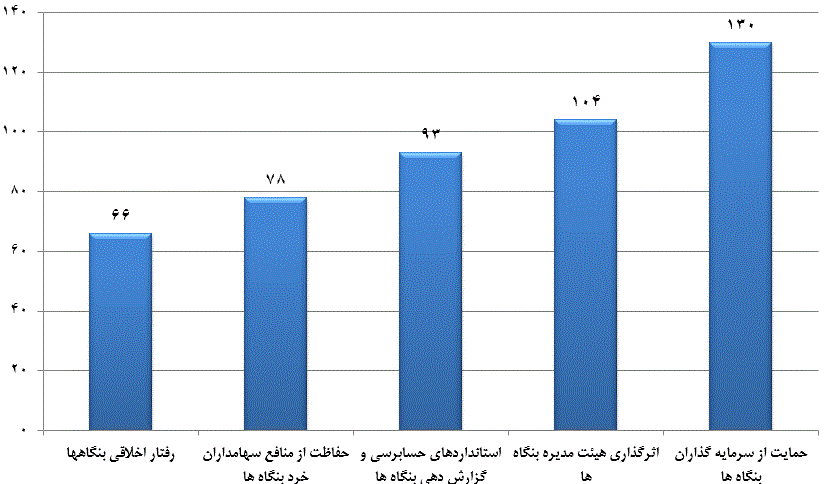 ۱۴۰
۱۲۰
۱۰۰
۸۰
۶۰
۴۰
۲۰
۰
۶۶
۷۸
۹۳
۱۰۴
۱۳۰
رفتار اخلاقی بنگاهها
حفاظت از منافع سهامداران
خرد بنگاه ها
استانداردهای حسابرسی و
گزارش دهی بنگاه ها
اثرگذاری هیئت مدیره بنگاه
ها
حمایت از سرمایه گذاران
بنگاه ها